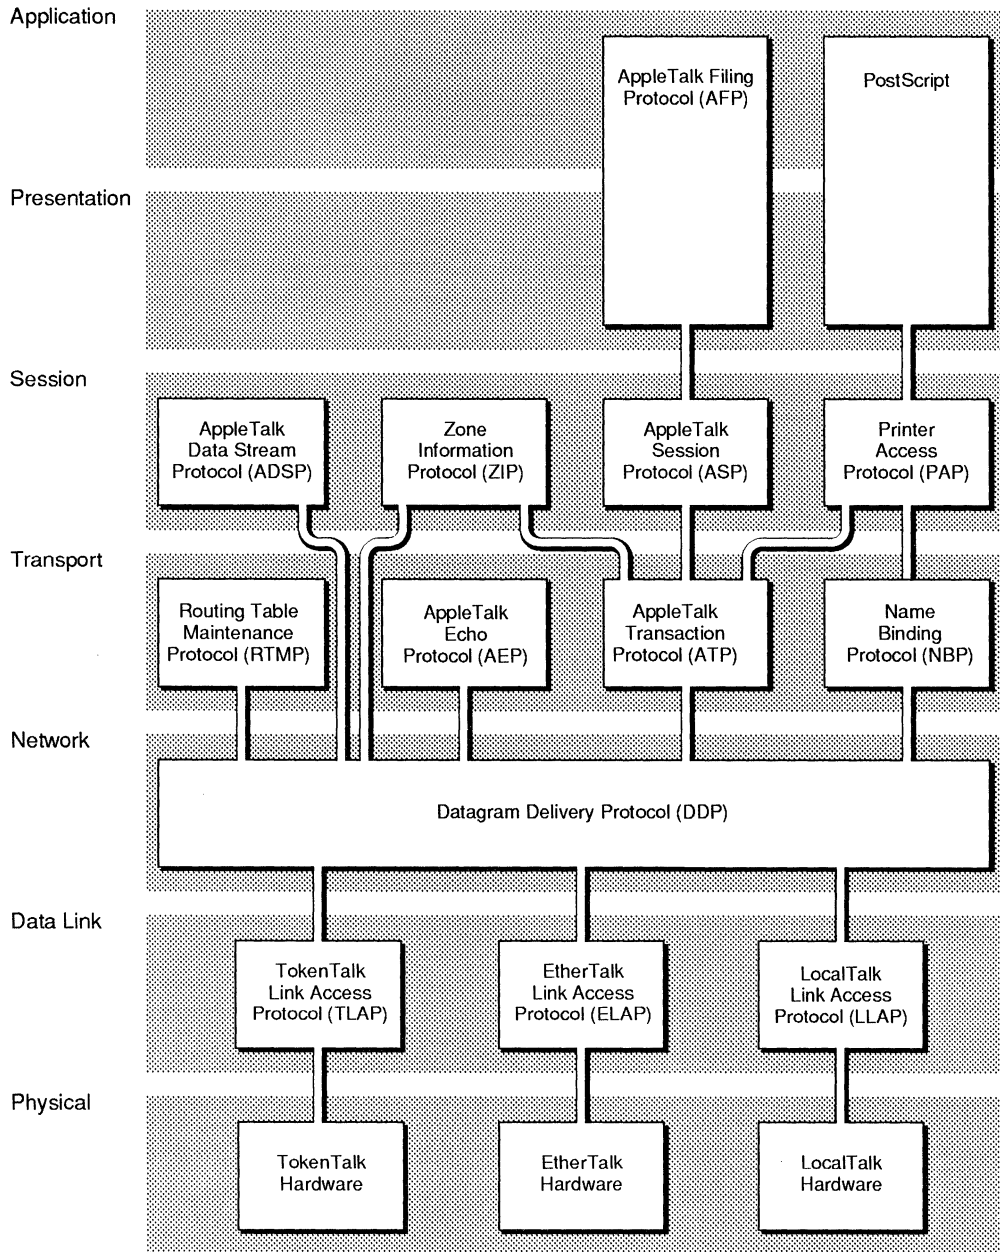 Application
AppleTalk Filing
Protocol (AFP)
PostScript
Presentation
Session
AppleTalk
Data Stream
Protocol (ADSP)
Zone
Information
Protocol (ZIP)
AppleTalk
Session
Protocol (ASP)
Printer
Access
Protocol (PAP)
Transport
Routing Table
Maintenance
Protocol (RTMP)
AppleTalk
Echo
Protocol (AEP)
AppleTalk
Transaction
Protocol (ATP)
Name
Binding
Protocol (NBP)
Network
Datagram Delivery Protocol (DDP)
Data Link
TokenTalk
Link Access
Protocol (TLAP)
EtherTalk
Link Access
Protocol (ELAP)
LocalTalk
Link Access
Protocol (LLAP)
Physical
TokenTalk
Hardware
EtherTalk
Hardware
LocalTalk
Hardware